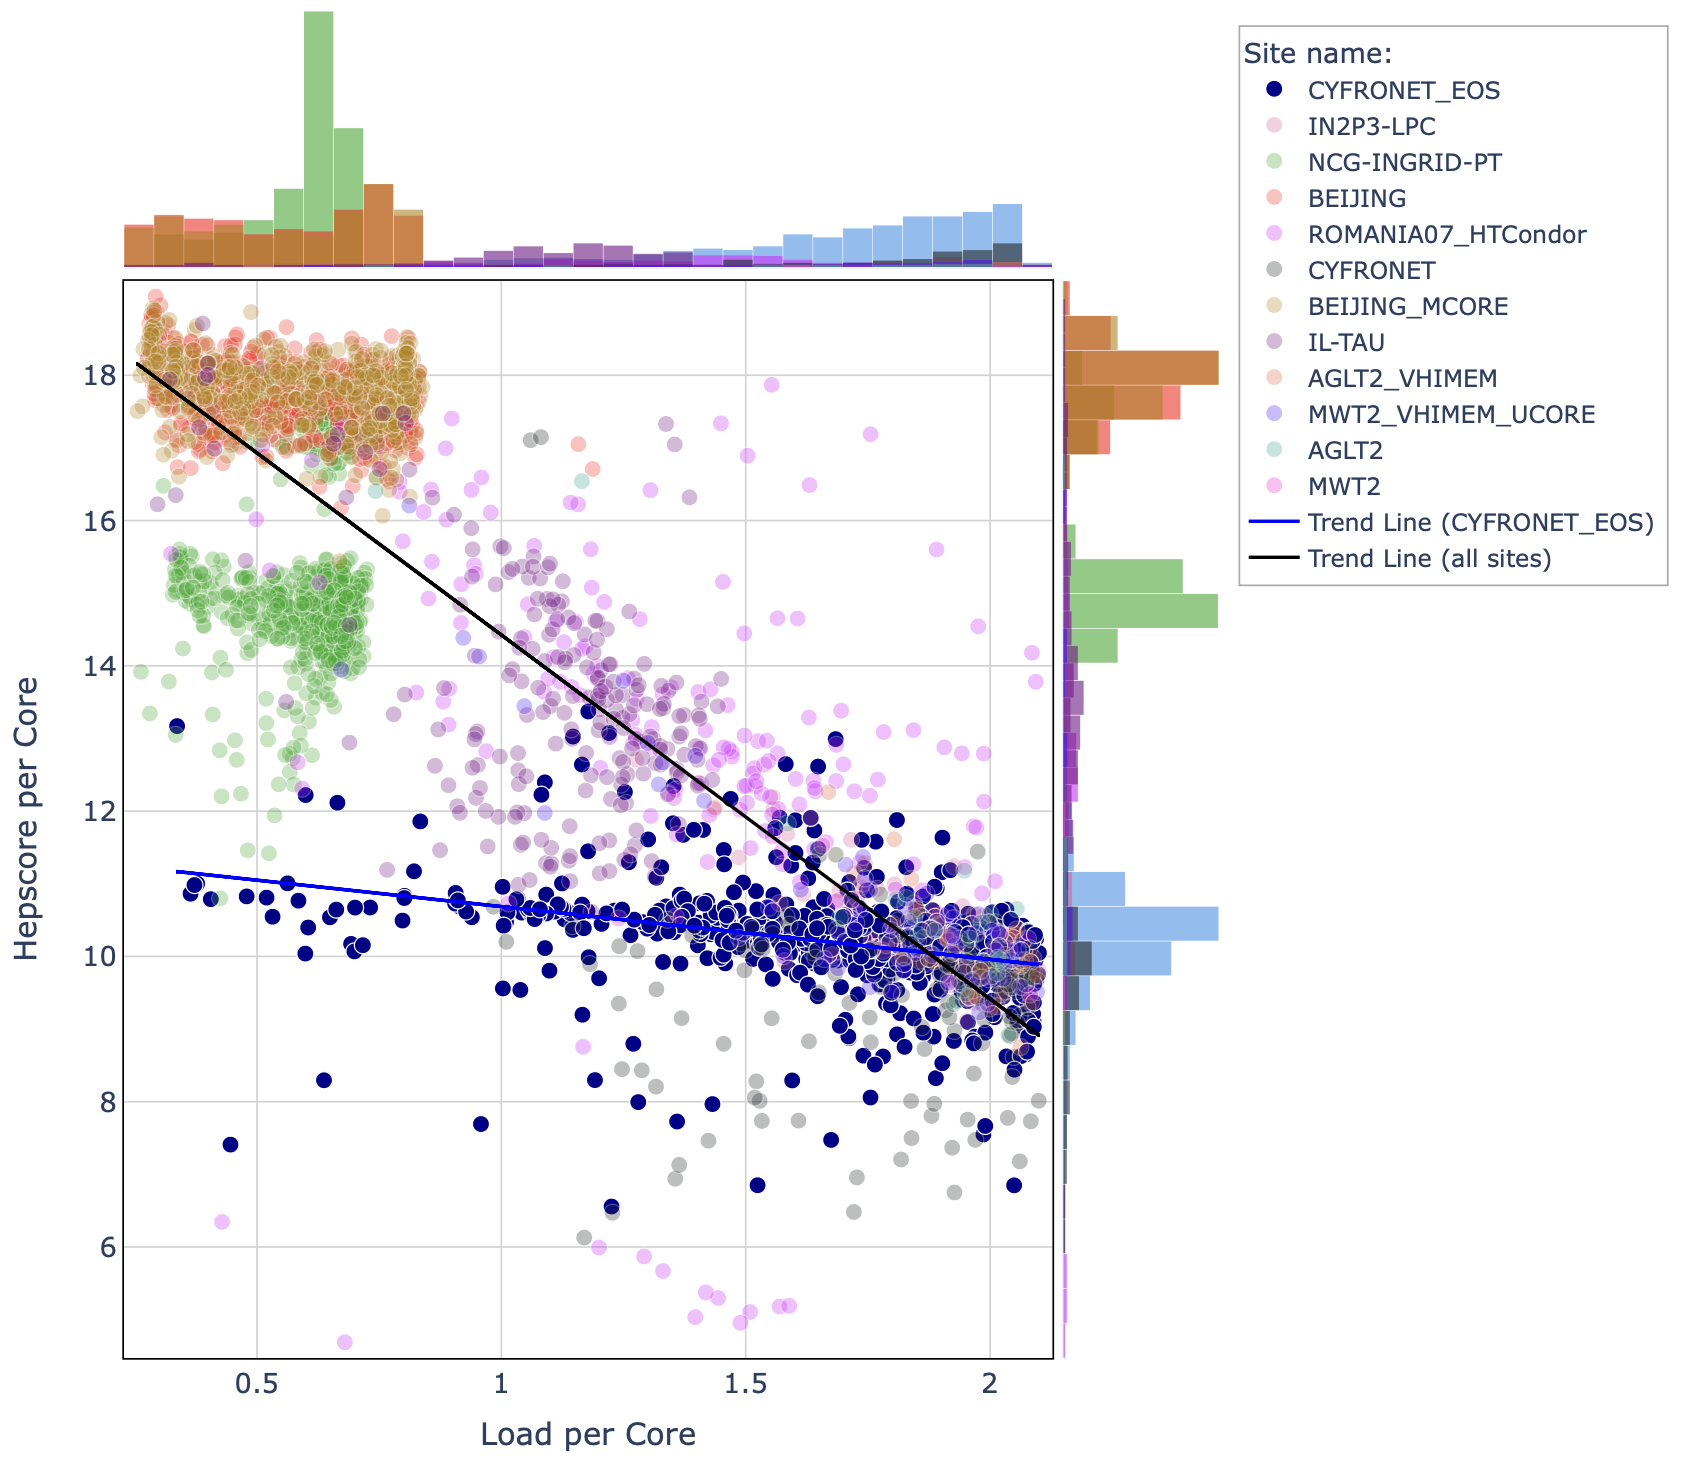 Site name:
CYFRONET_EOS
IN2P3-LPC
NCG-INGRID-PT
BEIJING
ROMANIA07_HTCondor
CYFRONET
BEIJING_MCORE
IL-TAU
AGLT2_VHIMEM
MWT2_VHIMEM_UCORE
AGLT2
MWT2
Trend Line (CYFRONET_EOS)
Trend Line (all sites)
Hepscore per Core
18
16
14
12
10
8
6
0.5
1
1.5
2
Load per Core